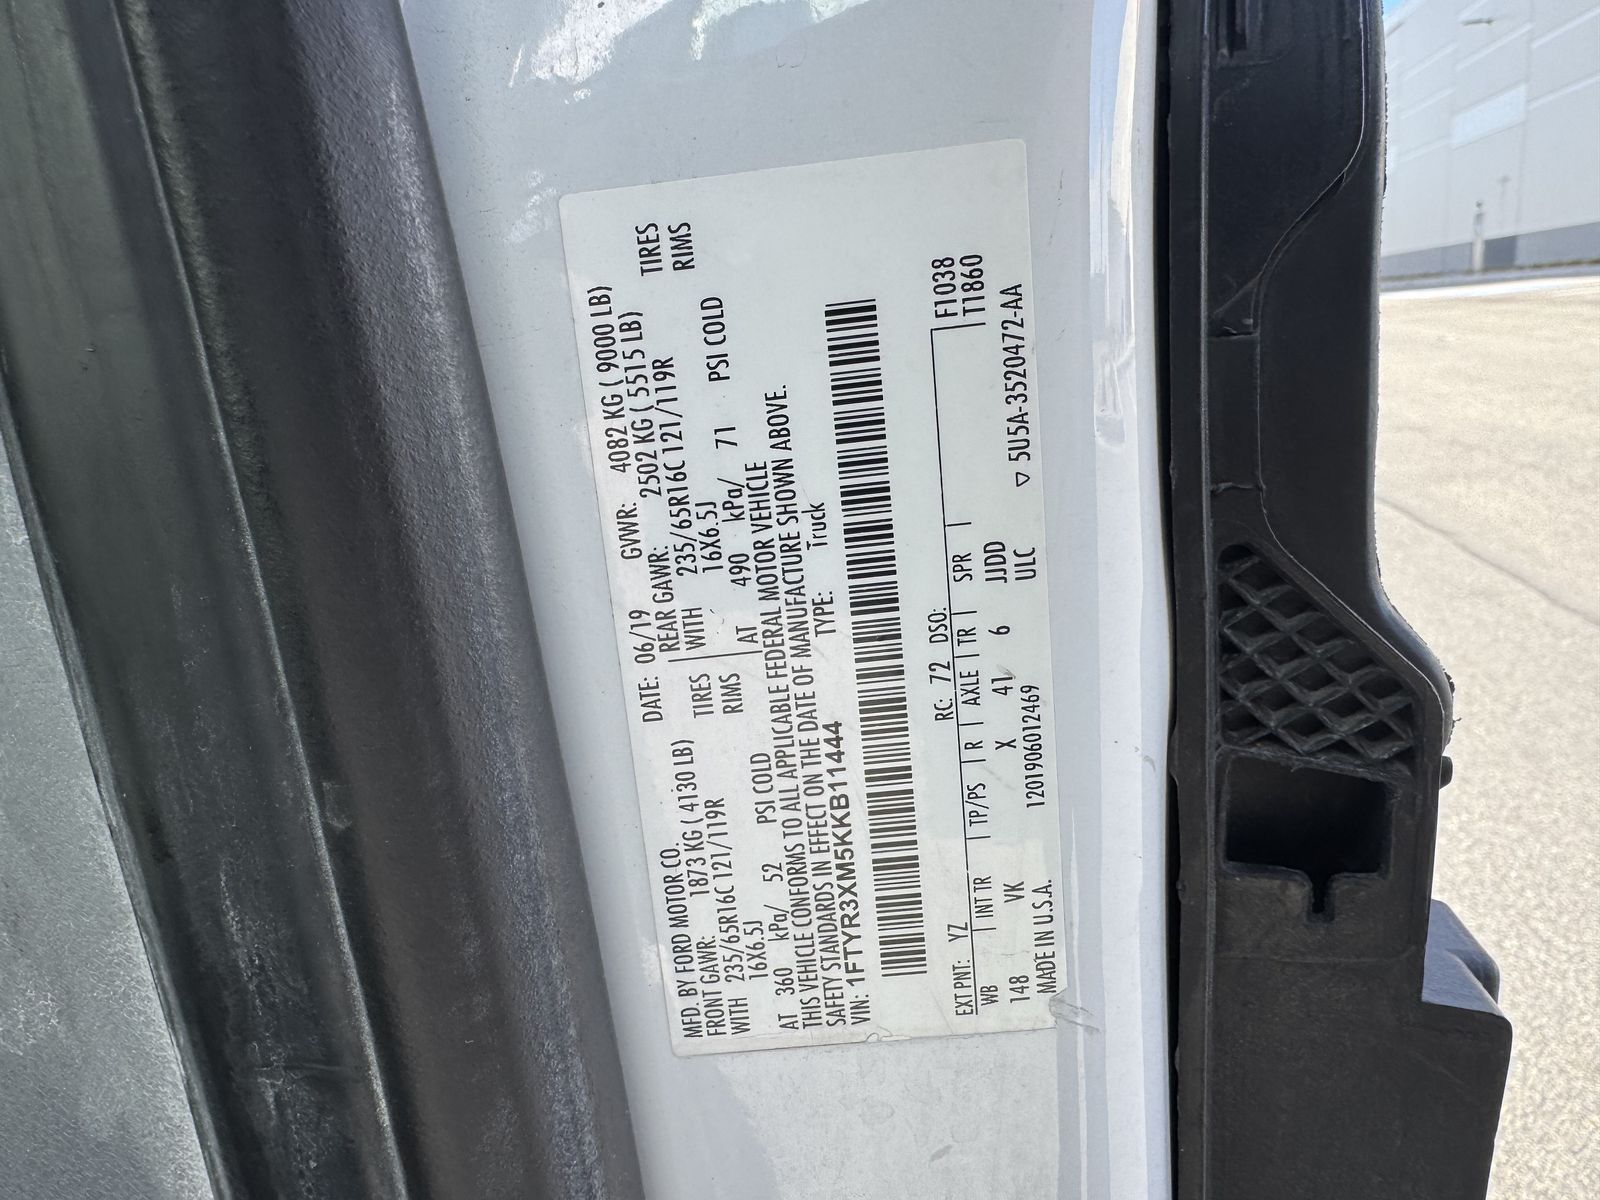 MFD. BY FORD MOTOR CO. DATE: 06/19 GVWR: 4082 KG ( 9000 LB)
FRONT GAWR: 1873 KG ( 4130 LB) REAR GAWR: 2502 KG ( 5515 LB)
WITH 235/65R16C 121/119R TIRES WITH 235/65R16C 121/119R TIRES
16X6.5J RIMS 16X6.5J RIMS
AT 360 kPa/ 52 PSI COLD AT 490 kPa/ 71 PSI COLD
THIS VEHICLE CONFORMS TO ALL APPLICABLE FEDERAL MOTOR VEHICLE
SAFETY STANDARDS IN EFFECT ON THE DATE OF MANUFACTURE SHOWN ABOVE.
VIN: 1FTYR3XM5KKB11444 TYPE: Truck
EXT PNT: YZ RC: 72 DSO: F1038
WB INT TR TP/PS R AXLE TR SPR T1860
148 VK X 41 6 JJDD
MADE IN U.S.A. 1201906012469 ULC ▽ 5U5A-3520472-AA